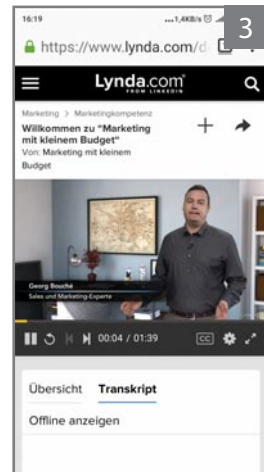 16:19
...1,4KB/s
3
https://www.lynda.com/d
Lynda.com
FROM LINKEDIN
Marketing > Marketingkompetenz
Willkommen zu "Marketing
mit kleinem Budget"
Von: Marketing mit kleinem
Budget
Georg Bouché
Sales und Marketing-Experte
00:04 / 01:39
CC
Übersicht Transkript
Offline anzeigen